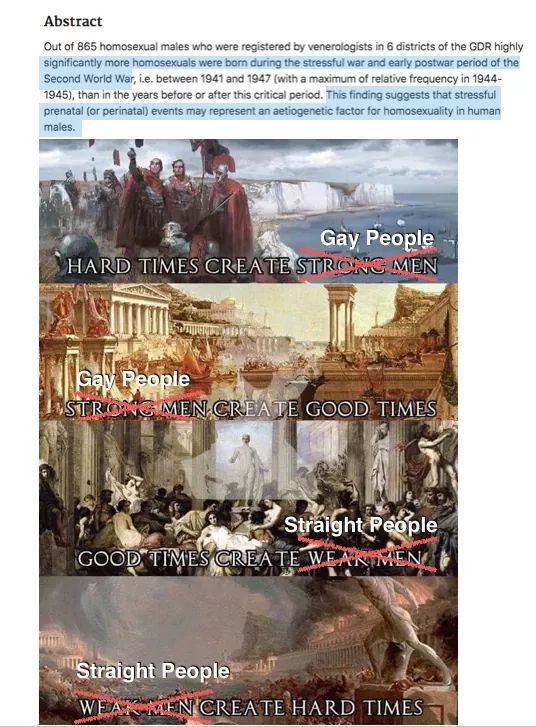 Abstract
Out of 865 homosexual males who were registered by venerologists in 6 districts of the GDR highly
significantly more homosexuals were born during the stressful war and early postwar period of the
Second World War, i.e. between 1941 and 1947 (with a maximum of relative frequency in 1944-
1945), than in the years before or after this critical period. This finding suggests that stressful
prenatal (or perinatal) events may represent an aetiogenetic factor for homosexuality in human
males.
Gay People
HARD TIMES CREATE STRONG MEN
Gay People
STRONG MEN CREATE GOOD TIMES
Straight People
GOOD TIMES CREATE WEAK MEN
Straight People
WEAK MEN CREATE HARD TIMES